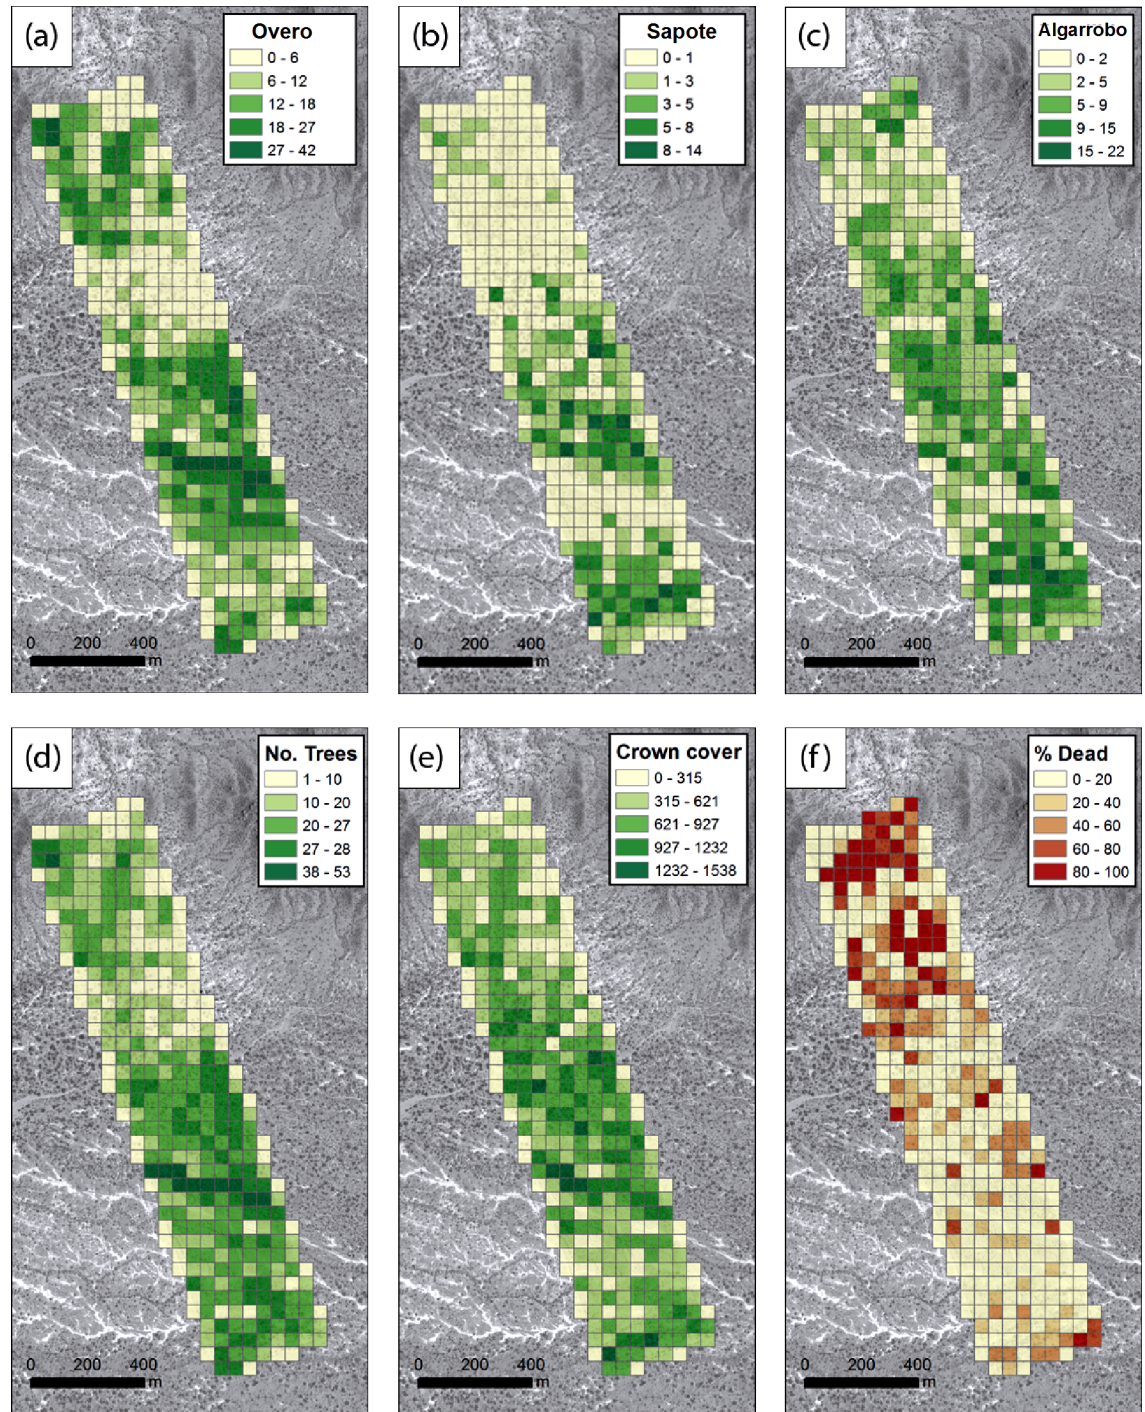 (a)
Overo
0 - 6
6 - 12
12 - 18
18 - 27
27 - 42
0 200 400
m
(b)
Sapote
0 - 1
1 - 3
3 - 5
5 - 8
8 - 14
0 200 400
m
(c)
Algarrobo
0 - 2
2 - 5
5 - 9
9 - 15
15 - 22
0 200 400
m
(d)
No. Trees
1 - 10
10 - 20
20 - 27
27 - 28
38 - 53
0 200 400
m
(e)
Crown cover
0 - 315
315 - 621
621 - 927
927 - 1232
1232 - 1538
0 200 400
m
(f)
% Dead
0 - 20
20 - 40
40 - 60
60 - 80
80 - 100
0 200 400
m